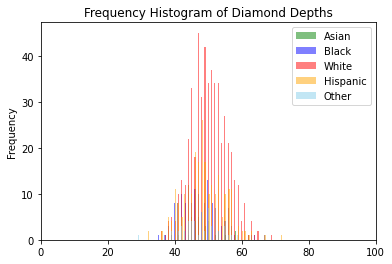 Frequency Histogram of Diamond Depths
Asian
Black
White
Hispanic
Other
Frequency
40
30
20
10
0
0 20 40 60 80 100